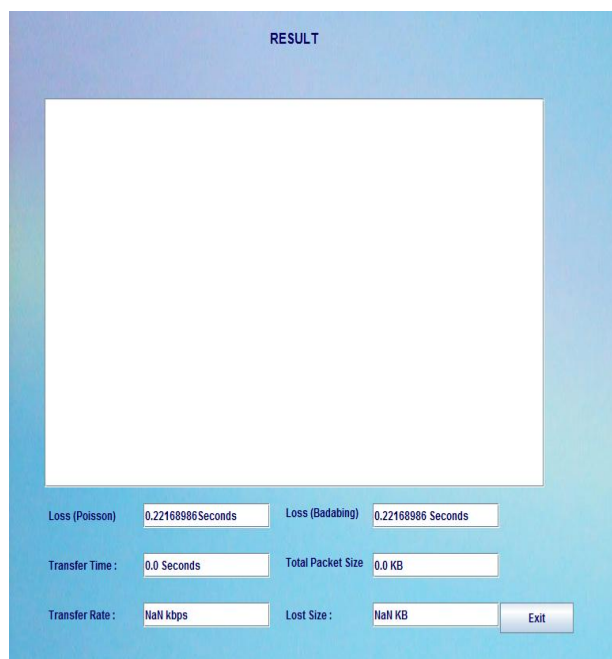 RESULT
Loss (Poisson) 0.22168986Seconds Loss (Badabing) 0.22168986 Seconds
Transfer Time : 0.0 Seconds Total Packet Size 0.0 KB
Transfer Rate : NaN kbps Lost Size : NaN KB Exit